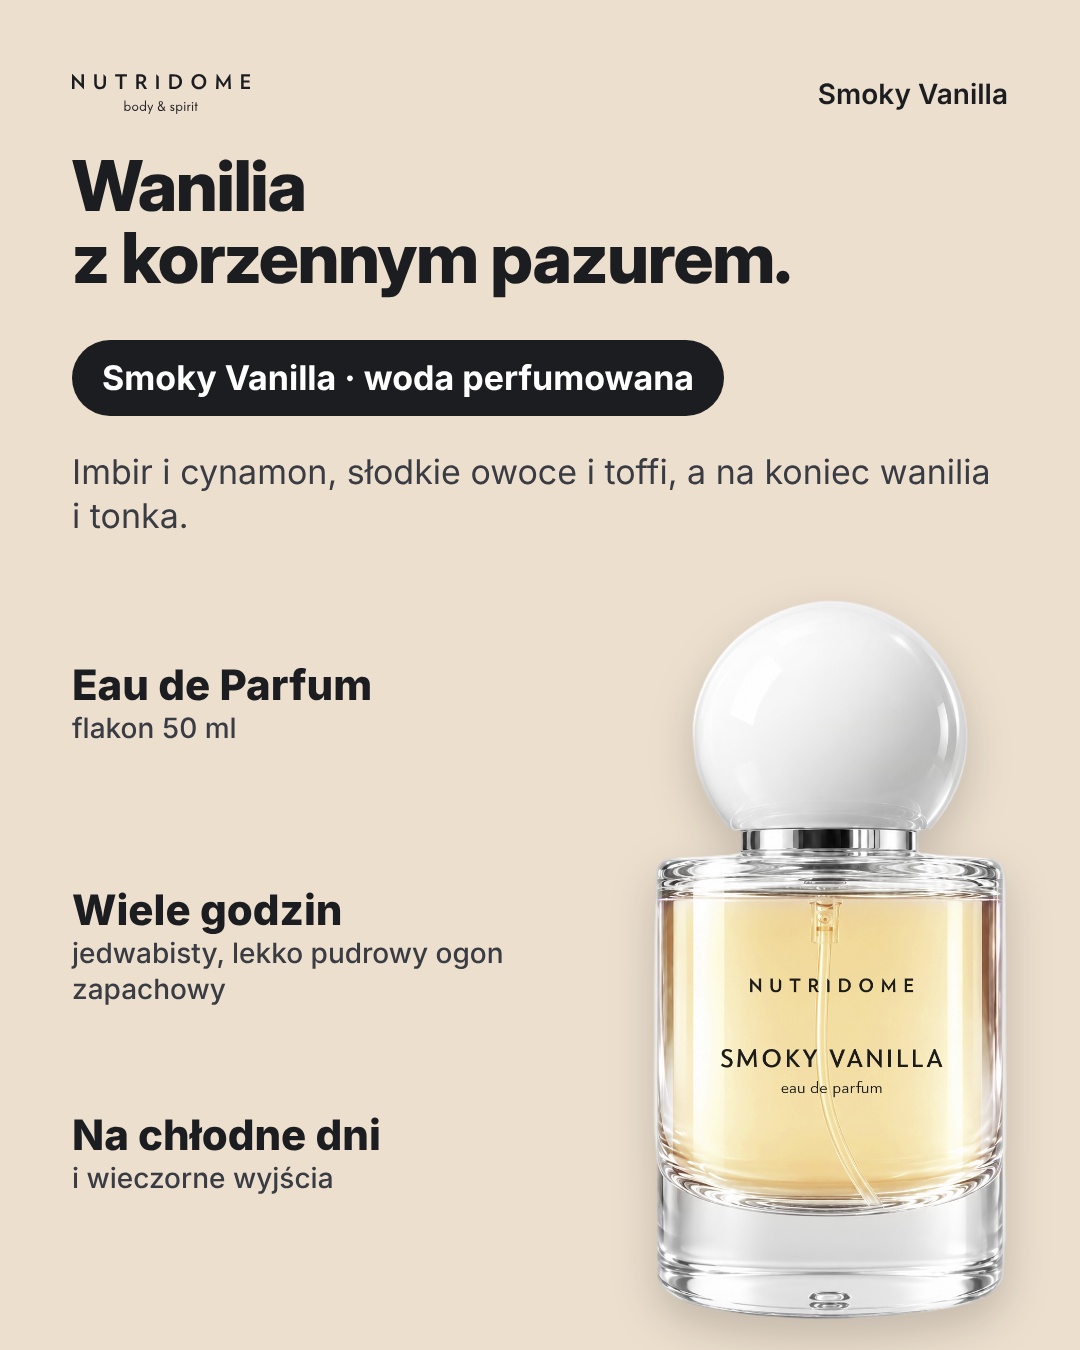 NUTRIDOME
body & spirit
Smoky Vanilla
Wanilia
z korzennym pazurem.
Smoky Vanilla · woda perfumowana
Imbir i cynamon, słodkie owoce i toffi, a na koniec wanilia
i tonka.
Eau de Parfum
flakon 50 ml
Wiele godzin
jedwabisty, lekko pudrowy ogon
zapachowy
Na chłodne dni
i wieczorne wyjścia
NUTRIDOME
SMOKY VANILLA
eau de parfum